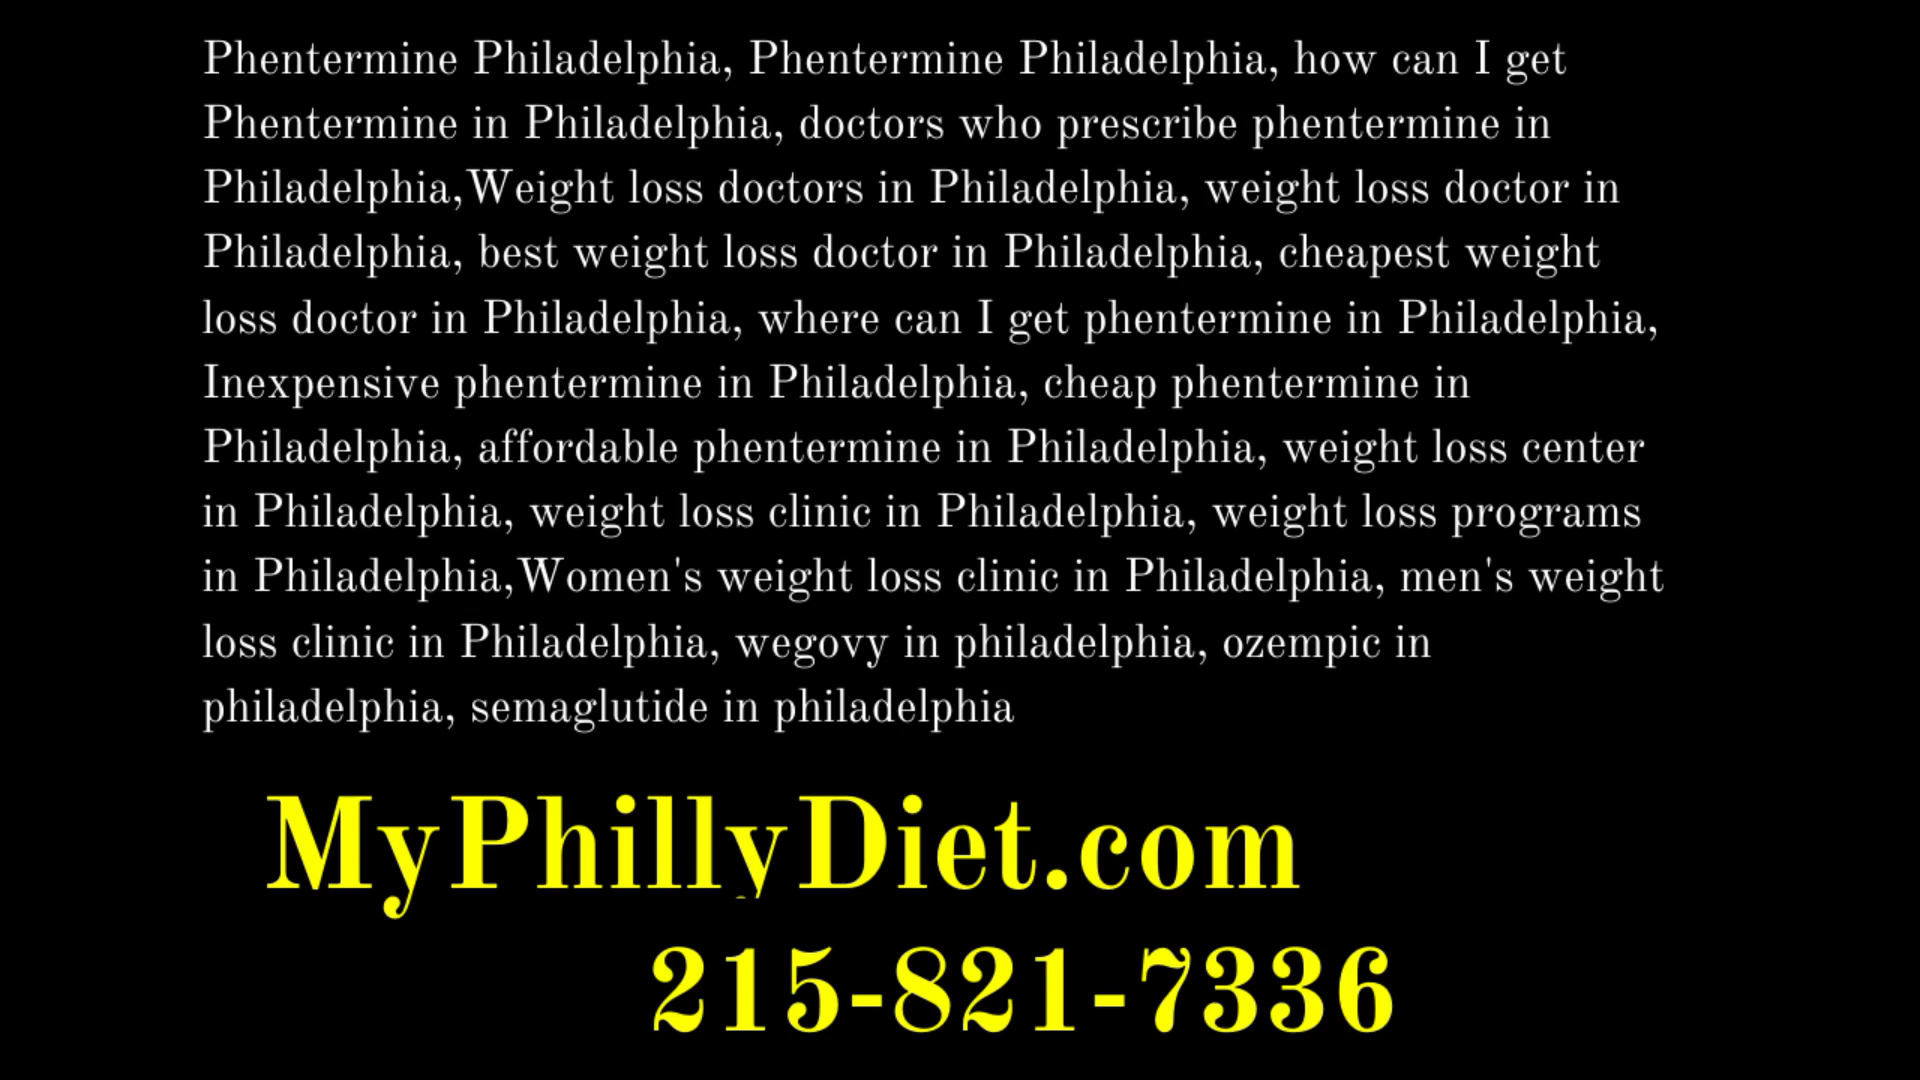 Phentermine Philadelphia, Phentermine Philadelphia, how can I get
Phentermine in Philadelphia, doctors who prescribe phentermine in
Philadelphia,Weight loss doctors in Philadelphia, weight loss doctor in
Philadelphia, best weight loss doctor in Philadelphia, cheapest weight
loss doctor in Philadelphia, where can I get phentermine in Philadelphia,
Inexpensive phentermine in Philadelphia, cheap phentermine in
Philadelphia, affordable phentermine in Philadelphia, weight loss center
in Philadelphia, weight loss clinic in Philadelphia, weight loss programs
in Philadelphia,Women's weight loss clinic in Philadelphia, men's weight
loss clinic in Philadelphia, wegovy in philadelphia, ozempic in
philadelphia, semaglutide in philadelphia
MyPhillyDiet.com
215-821-7336